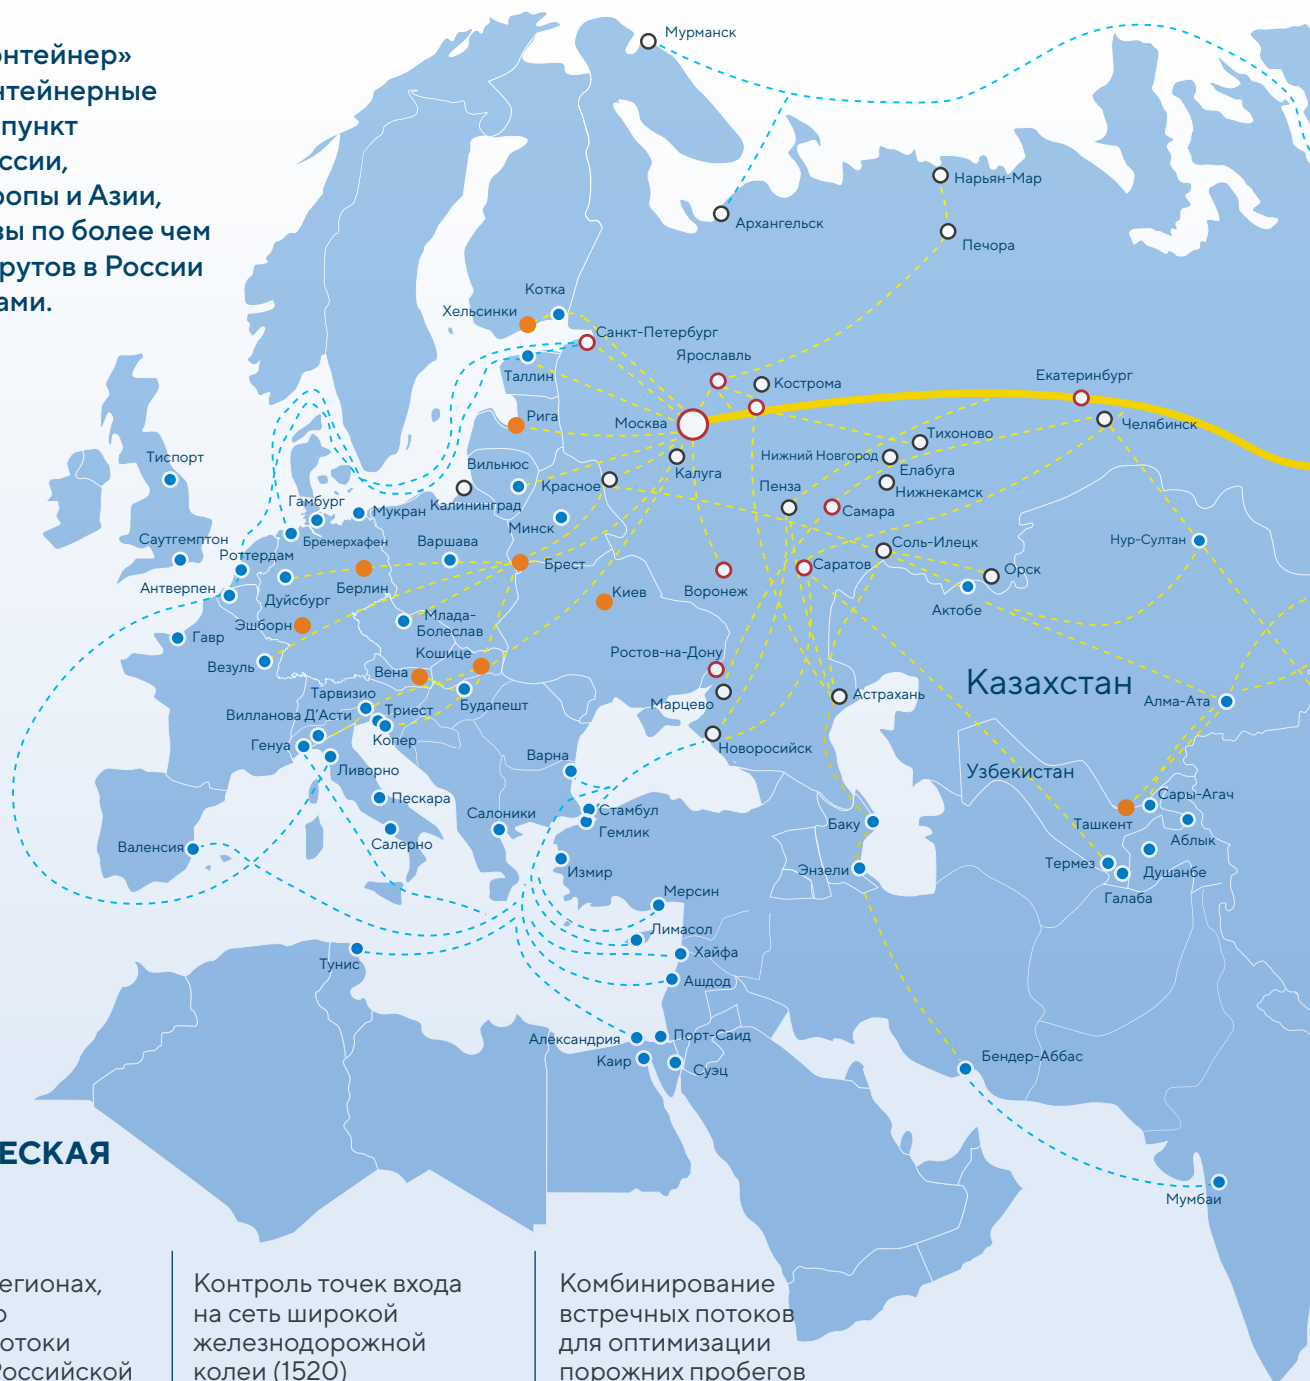 онтейнер»
нтейнерные
пункт
ссии,
ропы и Азии,
зы по более чем
рутов в России
ами.
Мурманск
Нарьян-Мар
Архангельск
Печора
Котка
Хельсинки
Санкт-Петербург
Ярославль
Таллин
Кострома
Екатеринбург
Рига
Москва
Тихоново
Челябинск
Тиспорт
Вильнюс
Калуга
Нижний Новгород
Елабуга
Красное
Пенза
Нижнекамск
Гамбург
Мукран
Калининград
Самара
Минск
Саутгемптон
Бремерхафен
Варшава
Соль-Илецк
Нур-Султан
Роттердам
Брест
Саратов
Орск
Антверпен
Берлин
Киев
Воронеж
Дуйсбург
Актобе
Эшборн
Млада-
Болеслав
Гавр
Кошице
Ростов-на-Дону
Везуль
Вена
Казахстан
Тарвизио
Будапешт
Марцево
Астрахань
Алма-Ата
Вилланова Д’Асти
Триест
Генуя
Копер
Новоросийск
Варна
Ливорно
Узбекистан
Пескара
Сары-Агач
Салоники
Стамбул
Баку
Ташкент
Гемлик
Салерно
Аблык
Валенсия
Измир
Энзели
Термез
Душанбе
Мерсин
Галаба
Лимасол
Хайфа
Тунис
Ашдод
Александрия
Порт-Саид
Каир
Суэц
Бендер-Аббас
Мумбаи
ЕСКАЯ
егионах,
о
отоки
Российской
Контроль точек входа
на сеть широкой
железнодорожной
колеи (1520)
Комбинирование
встречных потоков
для оптимизации
порожних пробегов